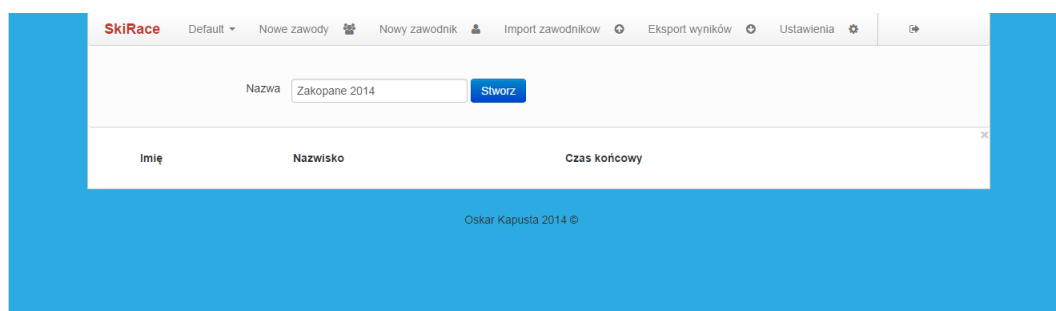 SkiRace Default Nowe zawody Nowy zawodnik Import zawodnikow Eksport wyników Ustawienia
Nazwa Zakopane 2014 Stworz
×
Imię Nazwisko Czas końcowy
Oskar Kapusta 2014 ©